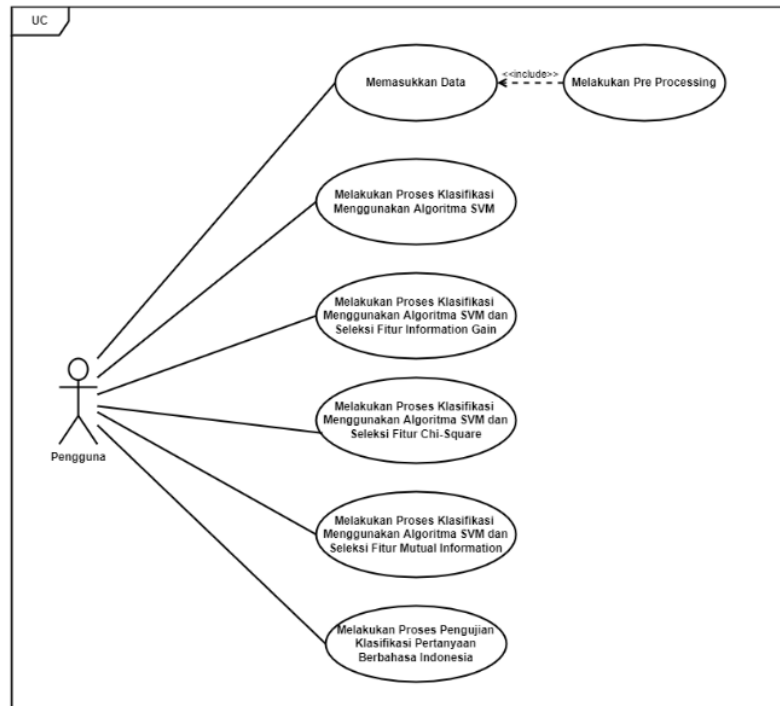 UC
Memasukkan Data
<<include>>
Melakukan Pre Processing
Melakukan Proses Klasifikasi
Menggunakan Algoritma SVM
Melakukan Proses Klasifikasi
Menggunakan Algoritma SVM dan
Seleksi Fitur Information Gain
Melakukan Proses Klasifikasi
Menggunakan Algoritma SVM dan
Seleksi Fitur Chi-Square
Pengguna
Melakukan Proses Klasifikasi
Menggunakan Algoritma SVM dan
Seleksi Fitur Mutual Information
Melakukan Proses Pengujian
Klasifikasi Pertanyaan
Berbahasa Indonesia